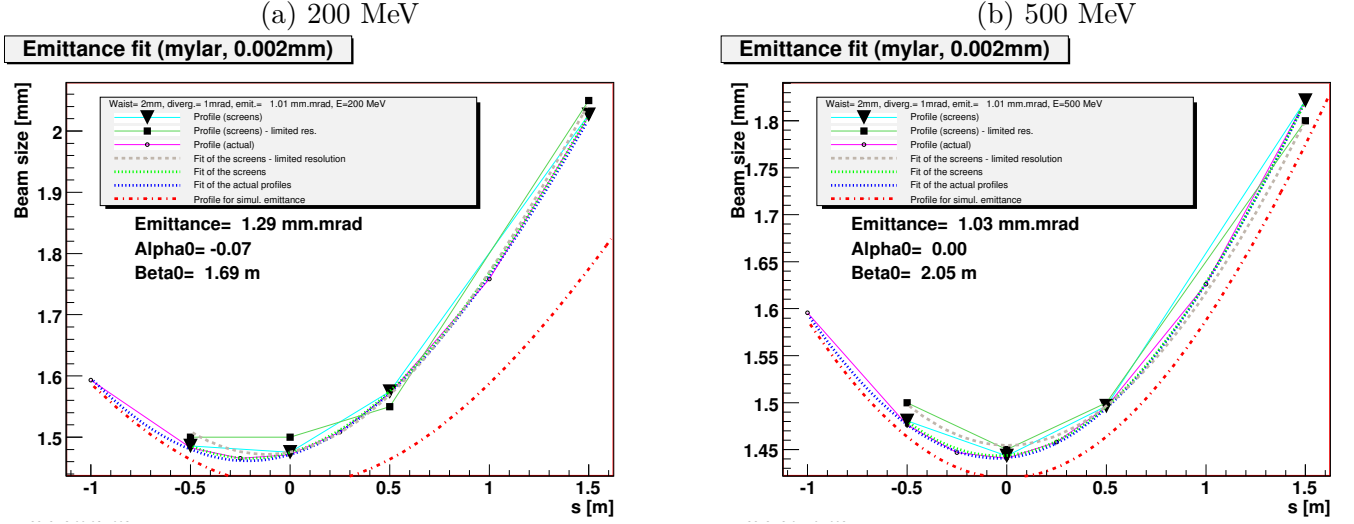 (a) 200 MeV
Emittance fit (mylar, 0.002mm)
Beam size [mm]
Waist= 2mm, diverg.= 1mrad, emit.= 1.01 mm.mrad, E=200 MeV
Profile (screens)
Profile (screens) - limited res.
Profile (actual)
Fit of the screens - limited resolution
Fit of the screens
Fit of the actual profiles
Profile for simul. emittance
Emittance= 1.29 mm.mrad
Alpha0= -0.07
Beta0= 1.69 m
2
1.9
1.8
1.7
1.6
1.5
-1 -0.5 0 0.5 1 1.5
s [m]
(b) 500 MeV
Emittance fit (mylar, 0.002mm)
Beam size [mm]
Waist= 2mm, diverg.= 1mrad, emit.= 1.01 mm.mrad, E=500 MeV
Profile (screens)
Profile (screens) - limited res.
Profile (actual)
Fit of the screens - limited resolution
Fit of the screens
Fit of the actual profiles
Profile for simul. emittance
Emittance= 1.03 mm.mrad
Alpha0= 0.00
Beta0= 2.05 m
1.8
1.75
1.7
1.65
1.6
1.55
1.5
1.45
-1 -0.5 0 0.5 1 1.5
s [m]